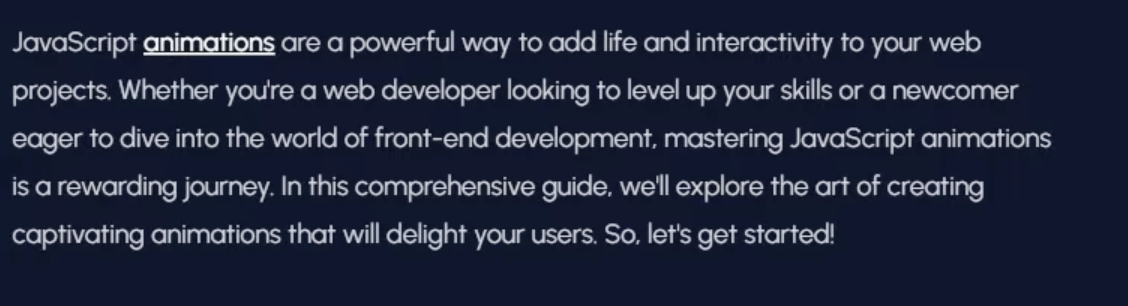 JavaScript animations are a powerful way to add life and interactivity to your web
projects. Whether you're a web developer looking to level up your skills or a newcomer
eager to dive into the world of front-end development, mastering JavaScript animations
is a rewarding journey. In this comprehensive guide, we'll explore the art of creating
captivating animations that will delight your users. So, let's get started!